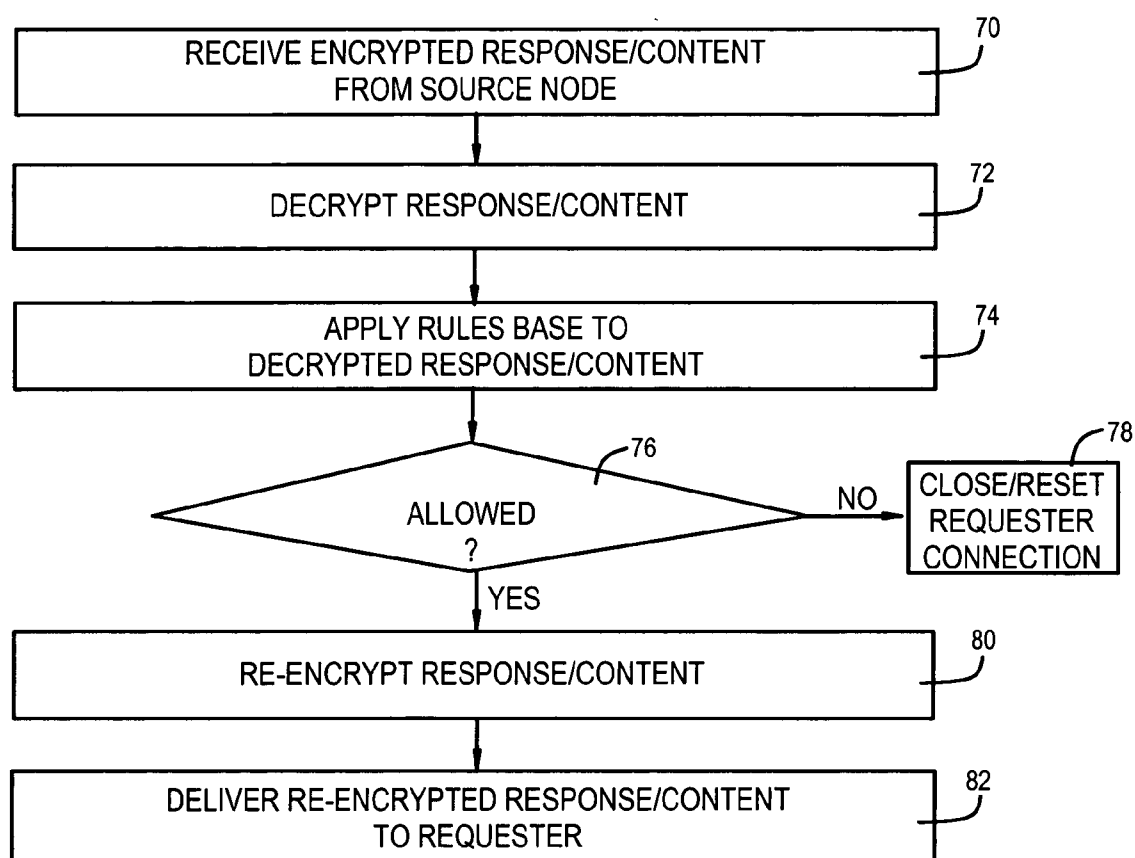 70
RECEIVE ENCRYPTED RESPONSE/CONTENT
FROM SOURCE NODE
72
DECRYPT RESPONSE/CONTENT
74
APPLY RULES BASE TO
DECRYPTED RESPONSE/CONTENT
76
ALLOWED
?
NO
78
CLOSE/RESET
REQUESTER
CONNECTION
YES
80
RE-ENCRYPT RESPONSE/CONTENT
82
DELIVER RE-ENCRYPTED RESPONSE/CONTENT
TO REQUESTER